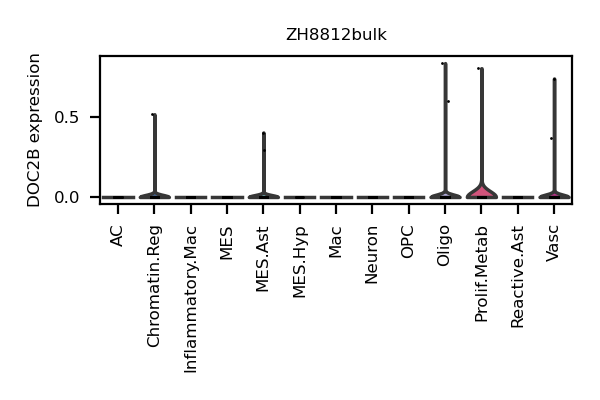 ZH8812bulk
DOC2B expression
0.5
0.0
AC
Chromatin.Reg
Inflammatory.Mac
MES
MES.Ast
MES.Hyp
Mac
Neuron
OPC
Oligo
Prolif.Metab
Reactive.Ast
Vasc